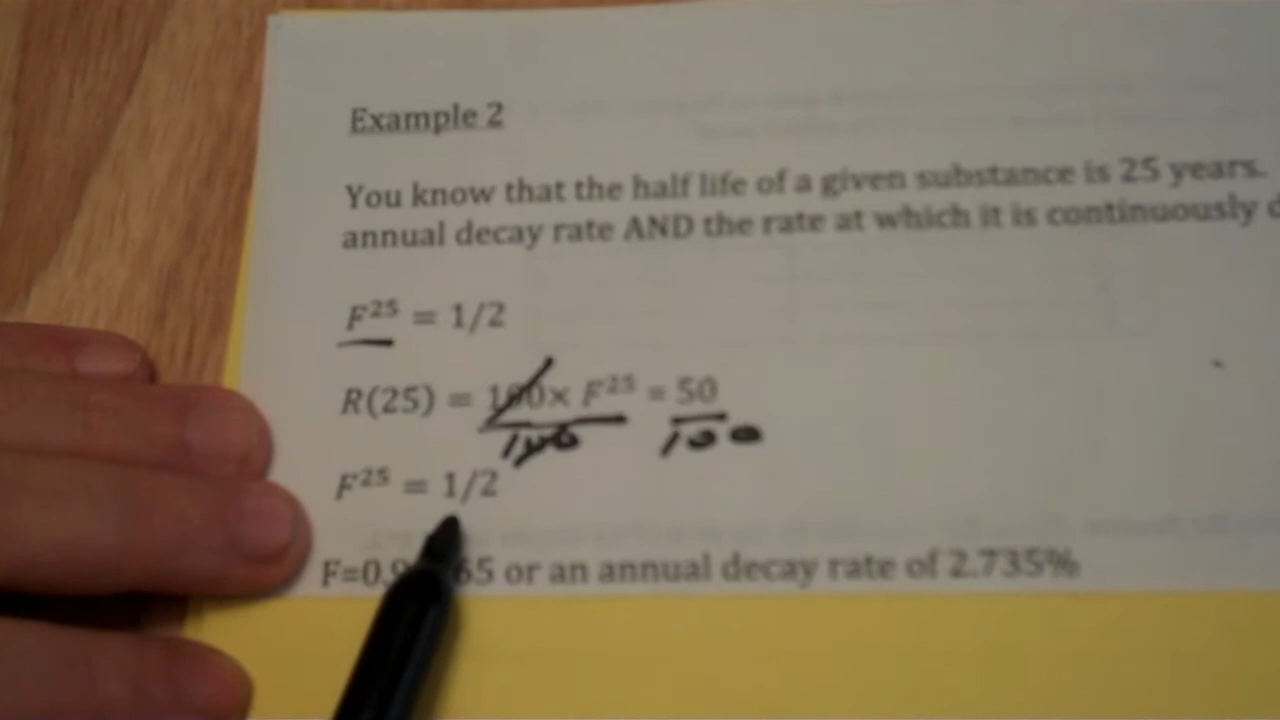 Example 2
You know that the half life of a given substance is 25 years.
annual decay rate AND the rate at which it is continuously
F²⁵ = 1/2
R(25) = 100× F²⁵ = 50
100 100
F²⁵ = 1/2
or an annual decay rate of 2.735%